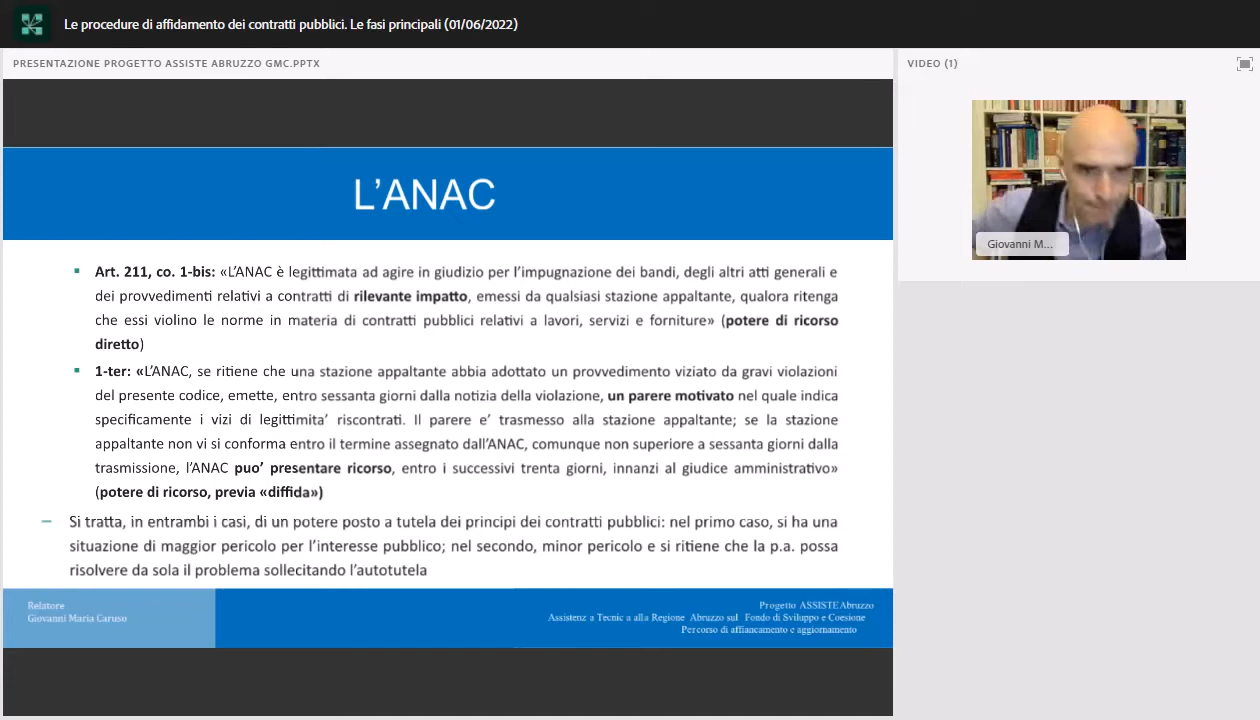 Le procedure di affidamento dei contratti pubblici. Le fasi principali (01/06/2022)
PRESENTAZIONE PROGETTO ASSISTE ABRUZZO GMC.PPTX
L’ANAC
Art. 211, co. 1-bis: «L’ANAC è legittimata ad agire in giudizio per l’impugnazione dei bandi, degli altri atti generali e
dei provvedimenti relativi a contratti di rilevante impatto, emessi da qualsiasi stazione appaltante, qualora ritenga
che essi violino le norme in materia di contratti pubblici relativi a lavori, servizi e forniture» (potere di ricorso
diretto)
1-ter: «L’ANAC, se ritiene che una stazione appaltante abbia adottato un provvedimento viziato da gravi violazioni
del presente codice, emette, entro sessanta giorni dalla notizia della violazione, un parere motivato nel quale indica
specificamente i vizi di legittimita’ riscontrati. Il parere e’ trasmesso alla stazione appaltante; se la stazione
appaltante non vi si conforma entro il termine assegnato dall’ANAC, comunque non superiore a sessanta giorni dalla
trasmissione, l’ANAC puo’ presentare ricorso, entro i successivi trenta giorni, innanzi al giudice amministrativo»
(potere di ricorso, previa «diffida»)
– Si tratta, in entrambi i casi, di un potere posto a tutela dei principi dei contratti pubblici: nel primo caso, si ha una
situazione di maggior pericolo per l’interesse pubblico; nel secondo, minor pericolo e si ritiene che la p.a. possa
risolvere da sola il problema sollecitando l’autotutela
Relatore
Giovanni Maria Caruso
Progetto ASSISTEAbruzzo
Assistenz a Tecnic a alla Regione Abruzzo sul Fondo di Sviluppo e Coesione
Percorso di affiancamento e aggiornamento
VIDEO (1)
Giovanni M...